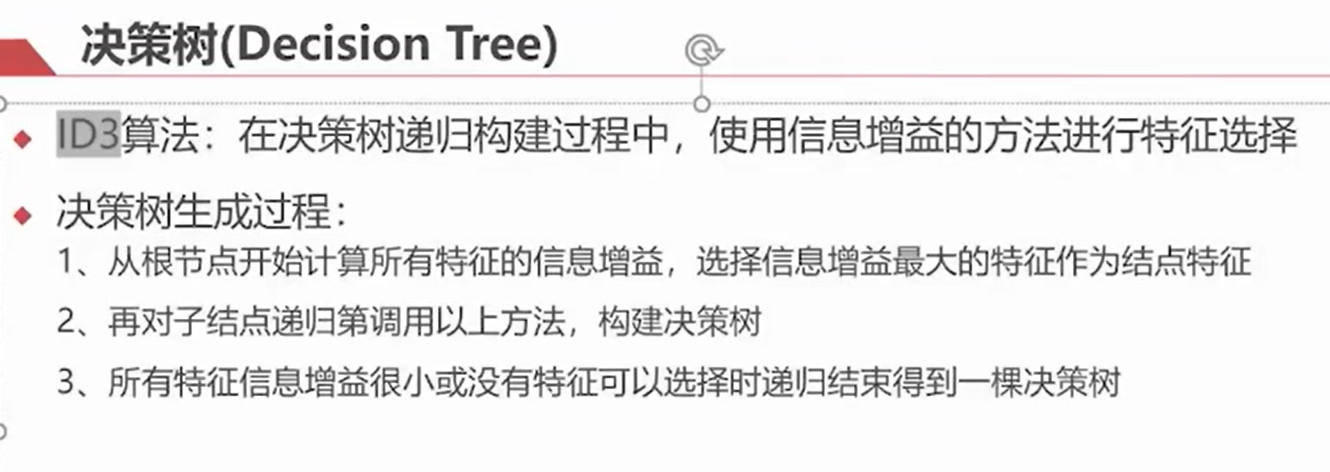 决策树(Decision Tree)
ID3算法：在决策树递归构建过程中，使用信息增益的方法进行特征选择
决策树生成过程：
1、从根节点开始计算所有特征的信息增益，选择信息增益最大的特征作为结点特征
2、再对子结点递归第调用以上方法，构建决策树
3、所有特征信息增益很小或没有特征可以选择时递归结束得到一棵决策树